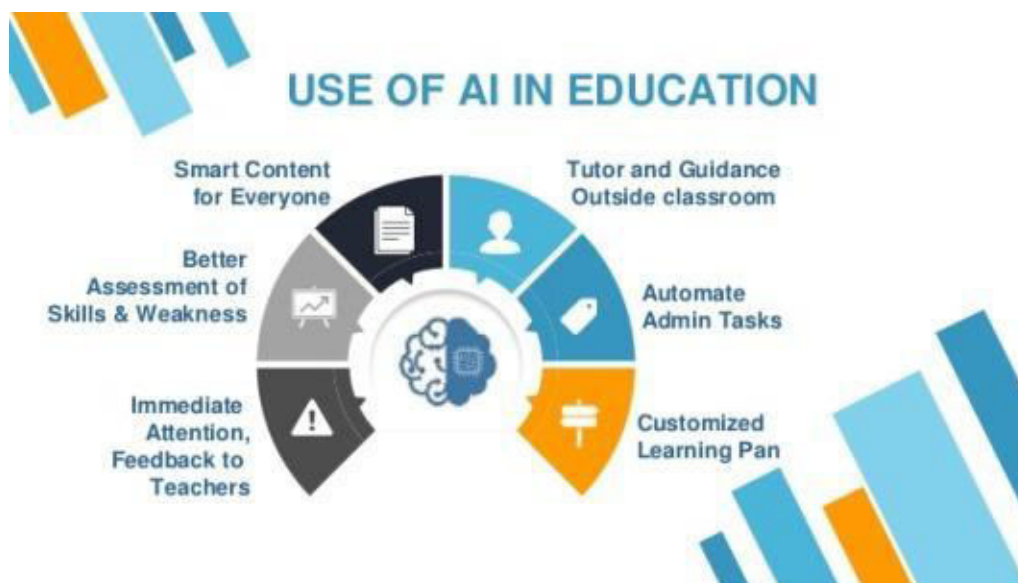 USE OF AI IN EDUCATION
Smart Content
for Everyone
Tutor and Guidance
Outside classroom
Better
Assessment of
Skills & Weakness
Automate
Admin Tasks
Immediate
Attention,
Feedback to
Teachers
Customized
Learning Pan